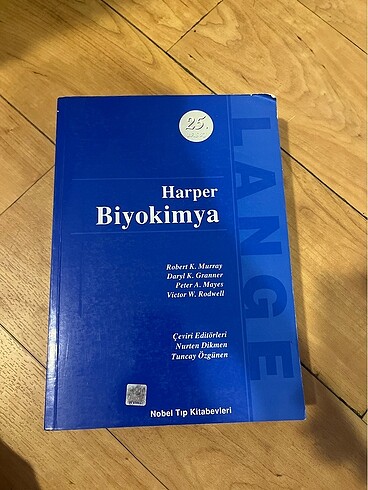 25.
LANGE
Harper
Biyokimya
Robert K. Murray
Daryl K. Granner
Peter A. Mayes
Victor W. Rodwell
Çeviri Editörleri
Nurten Dikmen
Tuncay Özgünen
Nobel Tıp Kitabevleri